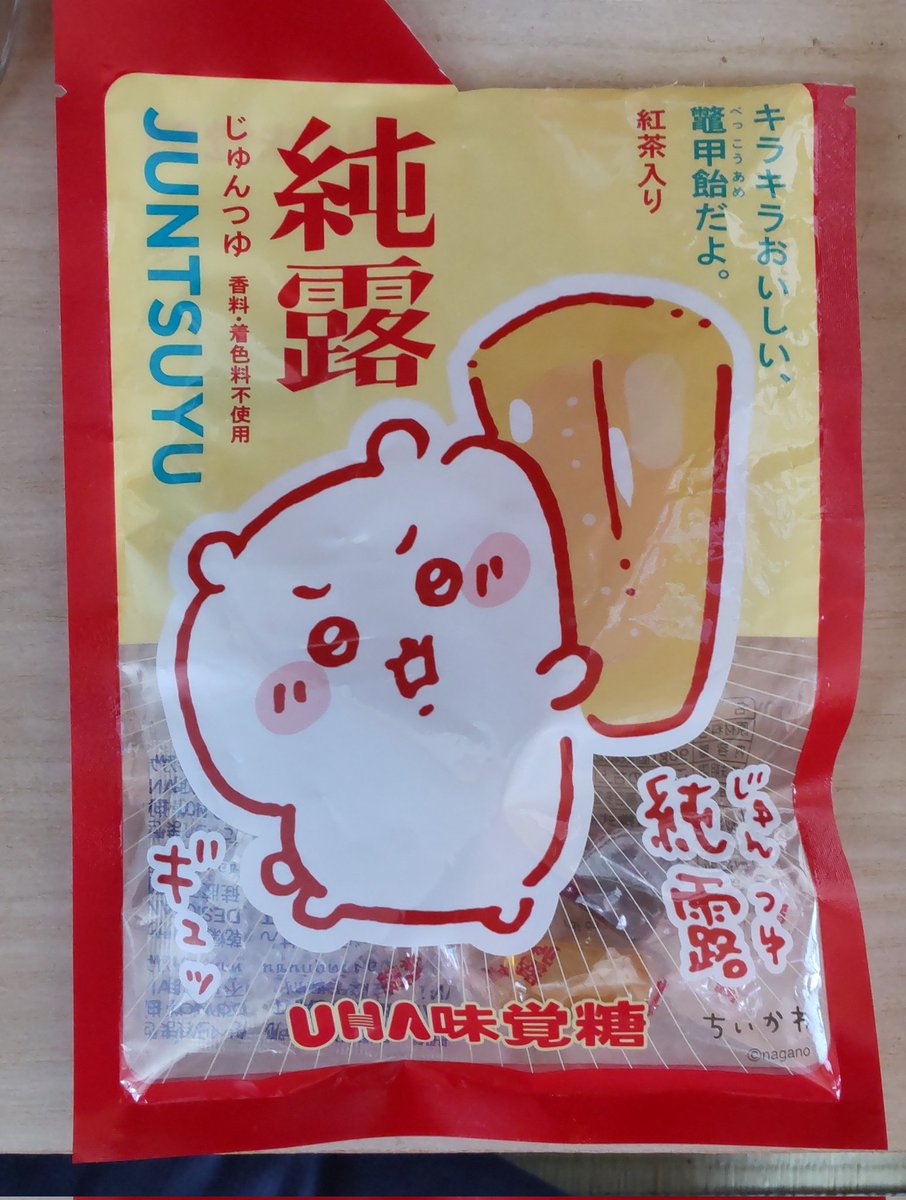 キラキラおいしい、
鼈甲飴だよ。
べっこうあめ
紅茶入り
純露
じゅんつゆ
香料・着色料不使用
JUNTSUYU
じゅんつゆ
純露。
ギュッ
UHA味覚糖
ちいかわ
©nagano